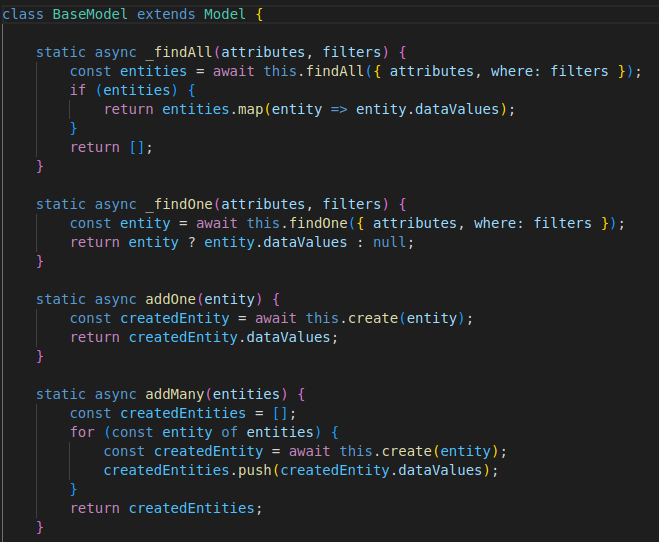 class BaseModel extends Model {
static async _findAll(attributes, filters) {
const entities = await this.findAll({ attributes, where: filters });
if (entities) {
return entities.map(entity => entity.dataValues);
}
return [];
}
static async _findOne(attributes, filters) {
const entity = await this.findOne({ attributes, where: filters });
return entity ? entity.dataValues : null;
}
static async addOne(entity) {
const createdEntity = await this.create(entity);
return createdEntity.dataValues;
}
static async addMany(entities) {
const createdEntities = [];
for (const entity of entities) {
const createdEntity = await this.create(entity);
createdEntities.push(createdEntity.dataValues);
}
return createdEntities;
}